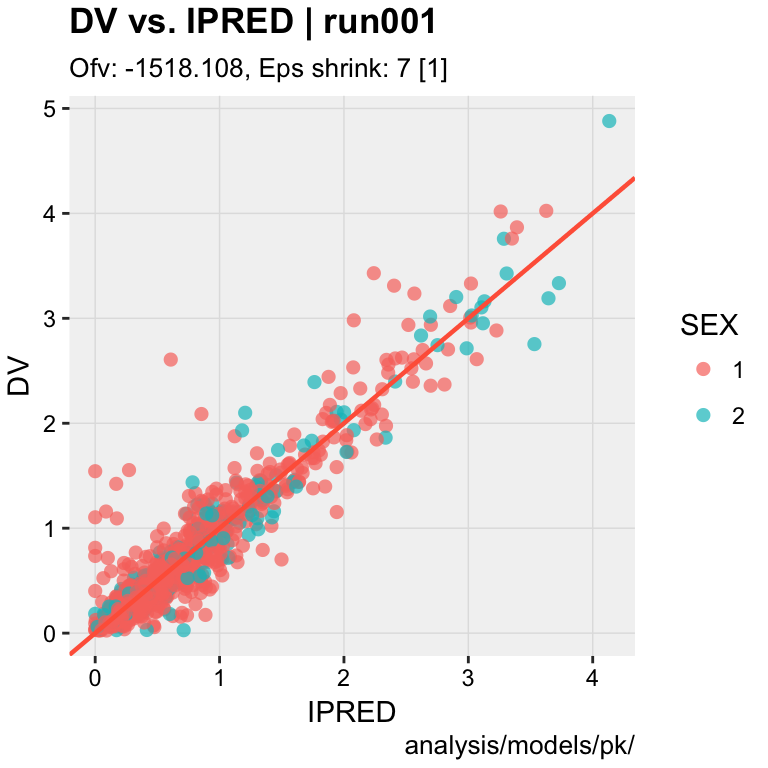 DV vs. IPRED | run001
Ofv: -1518.108, Eps shrink: 7 [1]
5
4
3
2
1
0
DV
0 1 2 3 4
IPRED
SEX
1
2
analysis/models/pk/